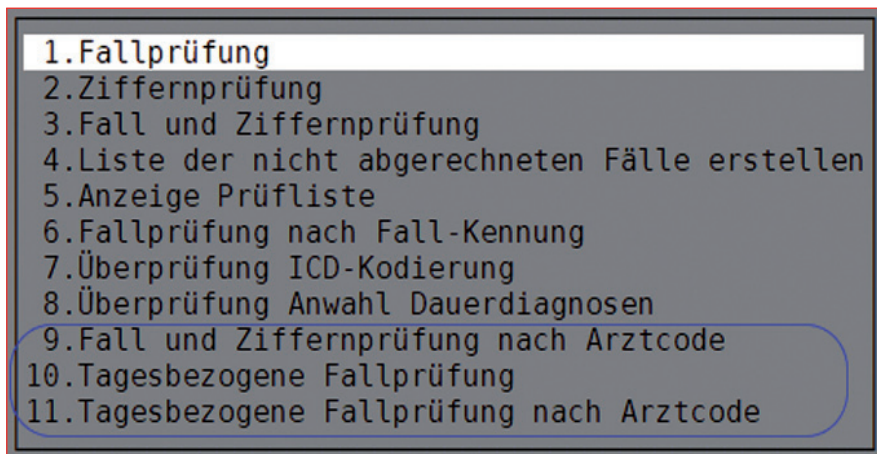 1.Fallprüfung
2.Ziffernprüfung
3.Fall und Ziffernprüfung
4.Liste der nicht abgerechneten Fälle erstellen
5.Anzeige Prüfliste
6.Fallprüfung nach Fall-Kennung
7.Überprüfung ICD-Kodierung
8.Überprüfung Anwahl Dauerdiagnosen
9.Fall und Ziffernprüfung nach Arztcode
10.Tagesbezogene Fallprüfung
11.Tagesbezogene Fallprüfung nach Arztcode